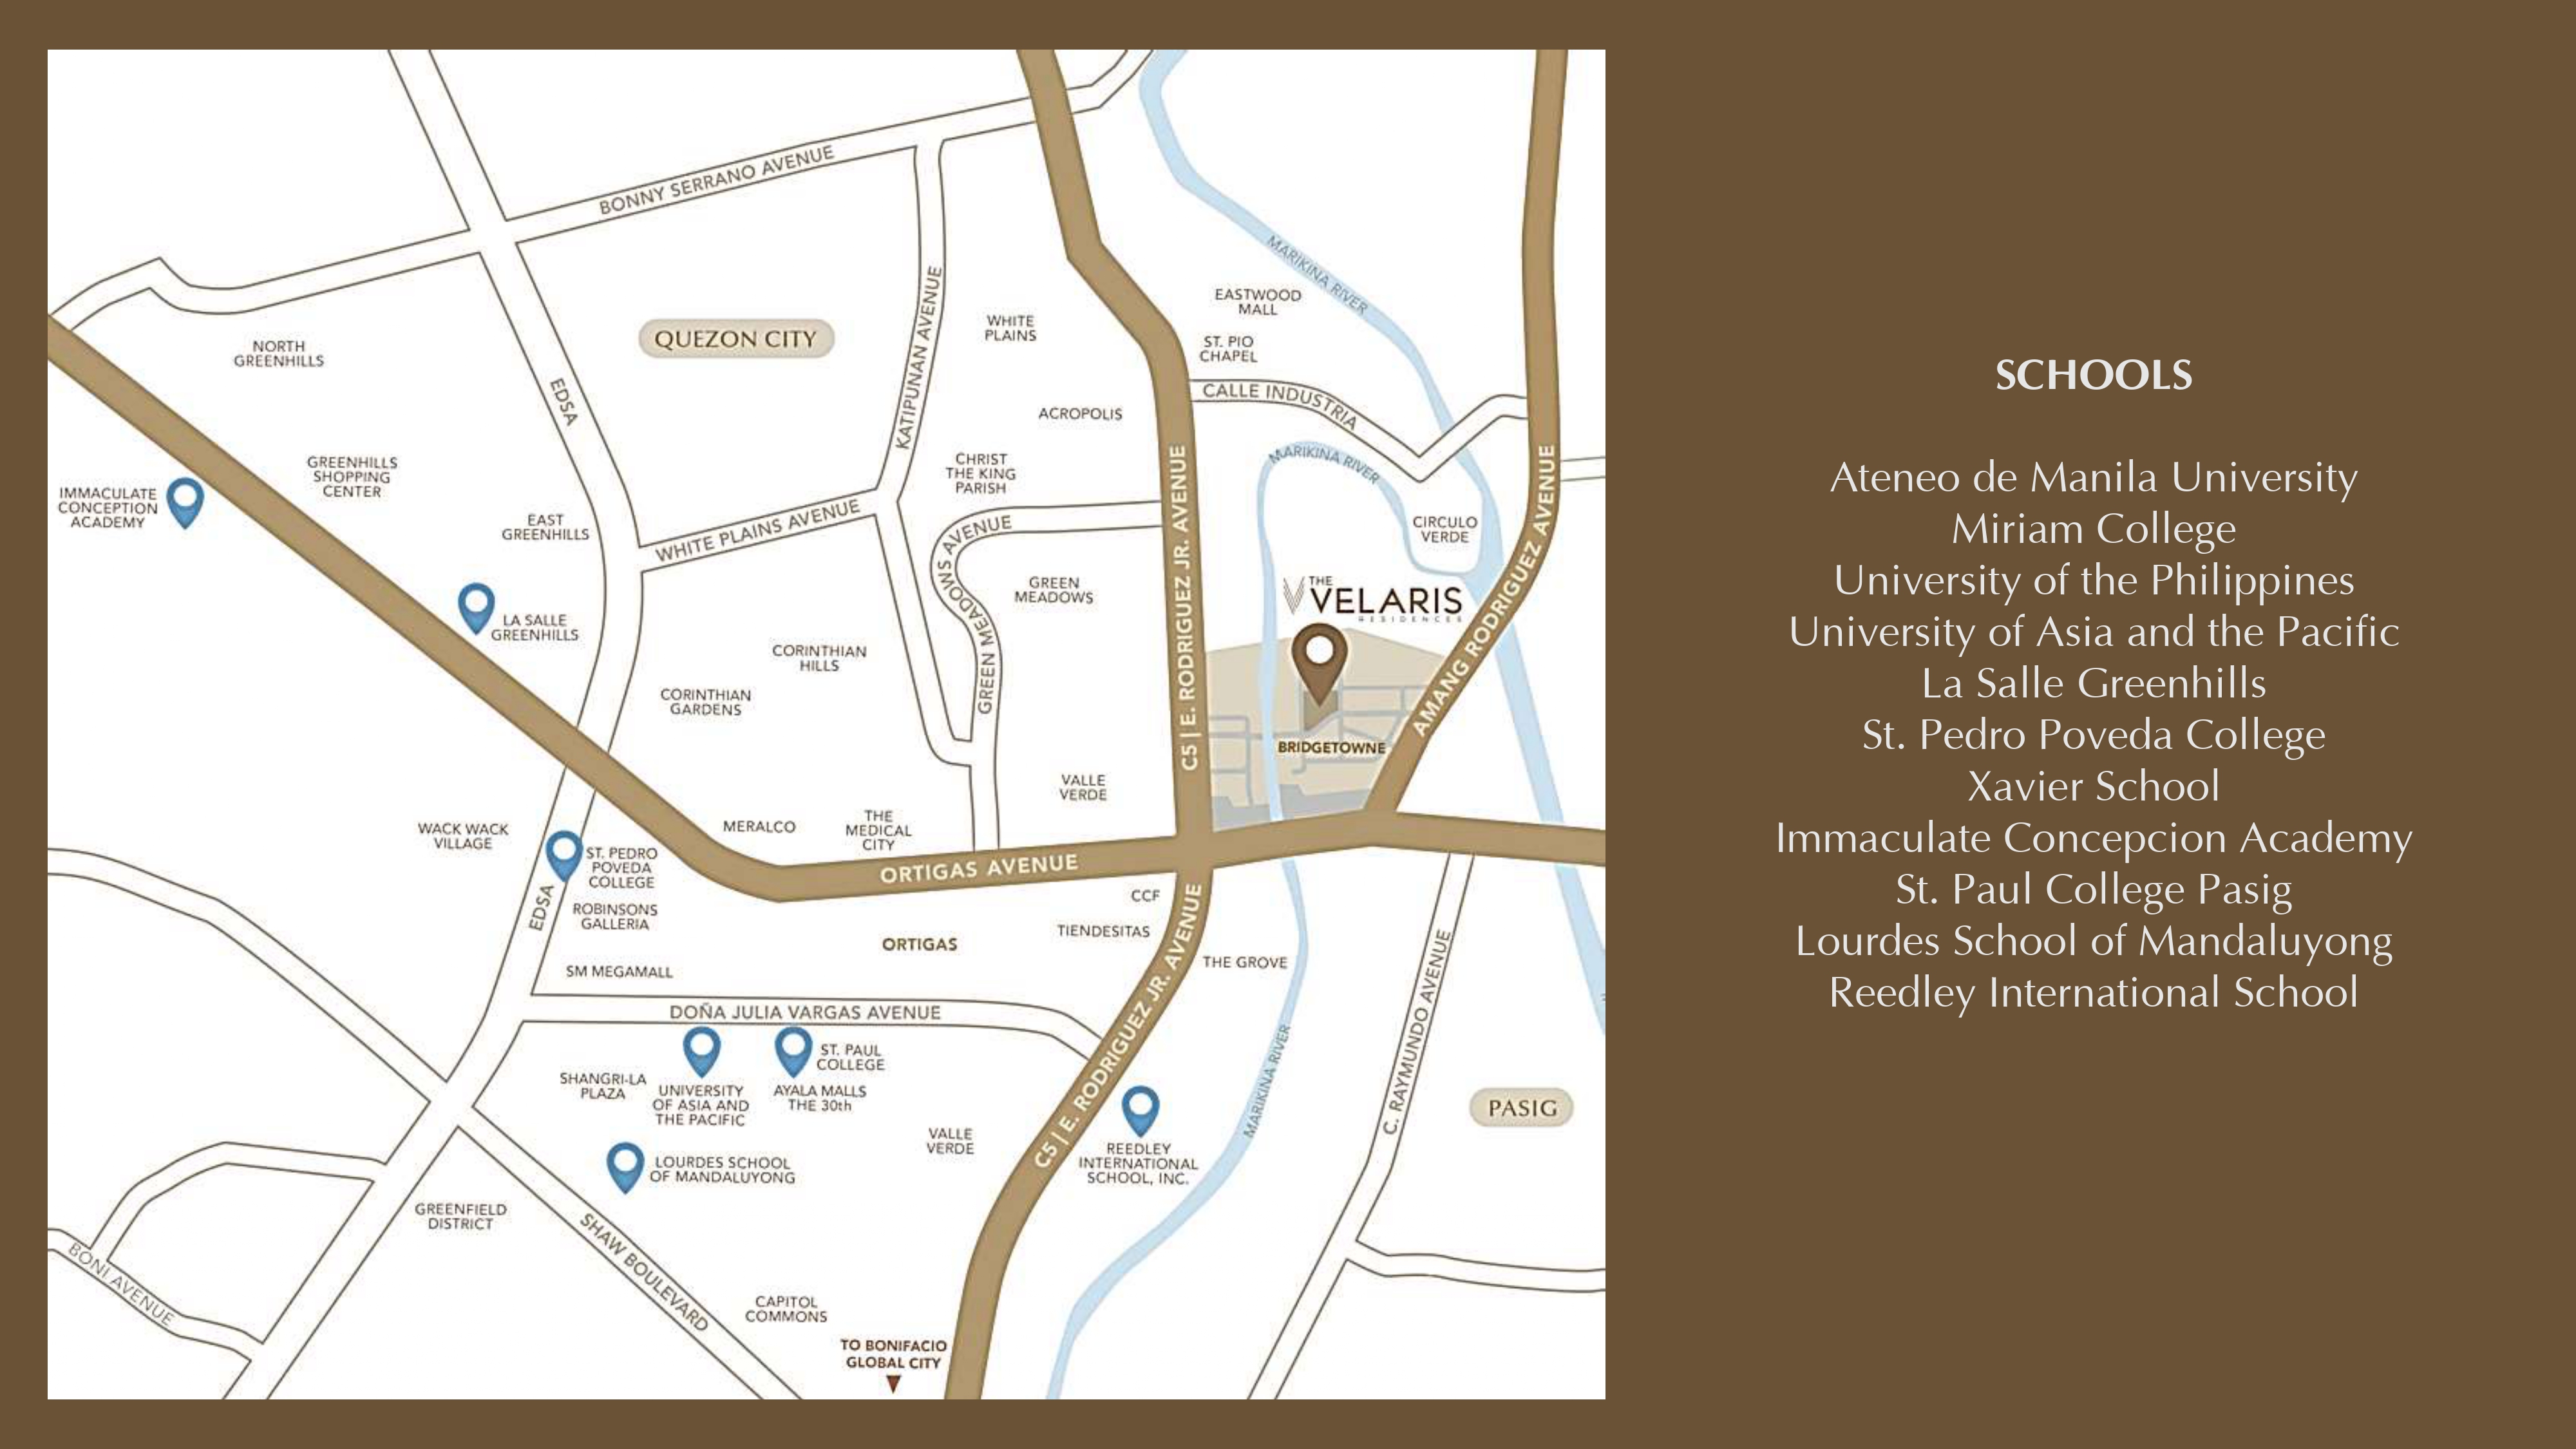 BONNY SERRANO AVENUE
MARIKINA RIVER
EASTWOOD
MALL
KATIPUNAN AVENUE
WHITE
PLAINS
QUEZON CITY
ST. PIO
CHAPEL
NORTH
GREENHILLS
EDSA
CALLE INDUSTRIA
ACROPOLIS
MARIKINA RIVER
GREENHILLS
SHOPPING
CENTER
CHRIST
THE KING
PARISH
C5 | E. RODRIGUEZ JR. AVENUE
AMANG RODRIGUEZ AVENUE
IMMACULATE
CONCEPTION
ACADEMY
EAST
GREENHILLS
WHITE PLAINS AVENUE
GREEN MEADOWS AVENUE
CIRCULO
VERDE
GREEN
MEADOWS
THE
VELARIS
RESIDENCES
LA SALLE
GREENHILLS
CORINTHIAN
HILLS
CORINTHIAN
GARDENS
BRIDGETOWNE
VALLE
VERDE
WACK WACK
VILLAGE
MERALCO
THE
MEDICAL
CITY
ST. PEDRO
POVEDA
COLLEGE
ORTIGAS AVENUE
EDSA
CCF
ROBINSONS
GALLERIA
TIENDESITAS
ORTIGAS
C5 | E. RODRIGUEZ JR. AVENUE
THE GROVE
SM MEGAMALL
C. RAYMUNDO AVENUE
DOÑA JULIA VARGAS AVENUE
MARIKINA RIVER
ST. PAUL
COLLEGE
SHANGRI-LA
PLAZA
UNIVERSITY
OF ASIA AND
THE PACIFIC
AYALA MALLS
THE 30th
PASIG
VALLE
VERDE
REEDLEY
INTERNATIONAL
SCHOOL, INC.
LOURDES SCHOOL
OF MANDALUYONG
GREENFIELD
DISTRICT
SHAW BOULEVARD
BONI AVENUE
CAPITOL
COMMONS
TO BONIFACIO
GLOBAL CITY
SCHOOLS
Ateneo de Manila University
Miriam College
University of the Philippines
University of Asia and the Pacific
La Salle Greenhills
St. Pedro Poveda College
Xavier School
Immaculate Concepcion Academy
St. Paul College Pasig
Lourdes School of Mandaluyong
Reedley International School